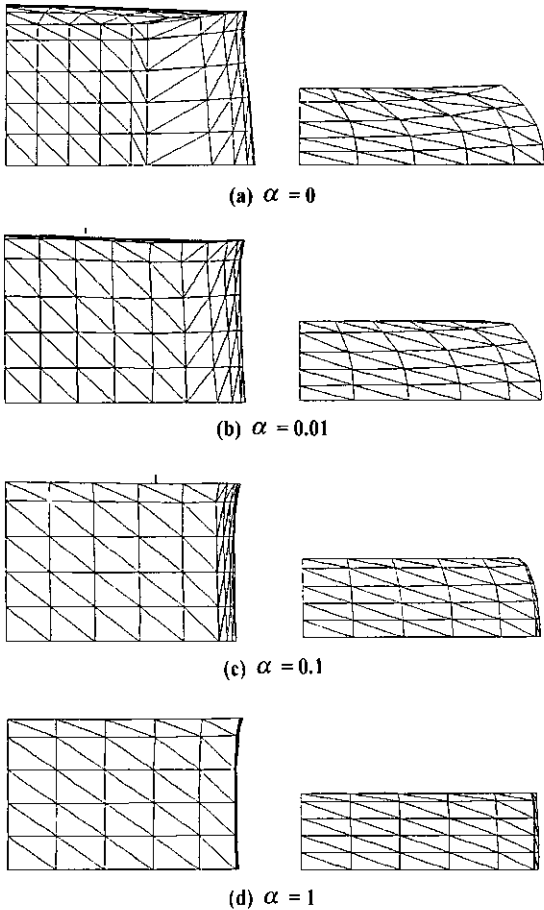 (a) α = 0
(b) α = 0.01
(c) α = 0.1
(d) α = 1